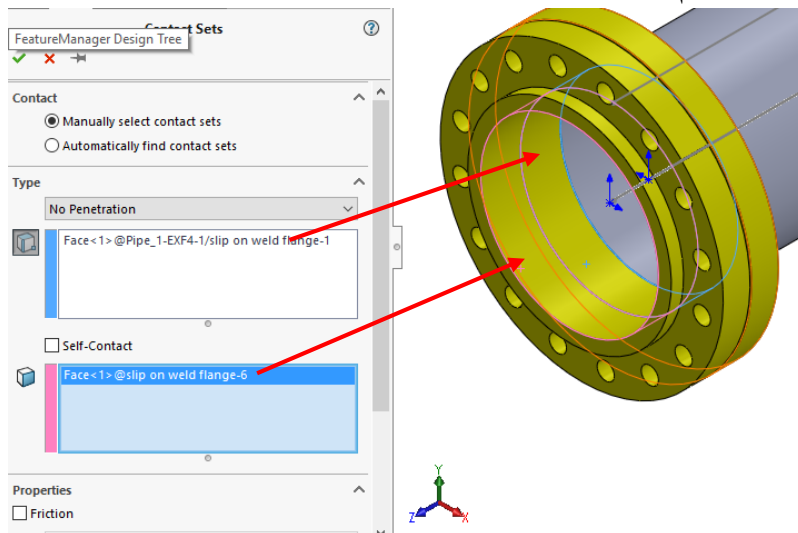 Contact Sets
FeatureManager Design Tree
Contact
Manually select contact sets
Automatically find contact sets
Type
No Penetration
Face<1>@Pipe_1-EXF4-1/slip on weld flange-1
Self-Contact
Face<1>@slip on weld flange-6
Properties
Friction
Y
Z
X